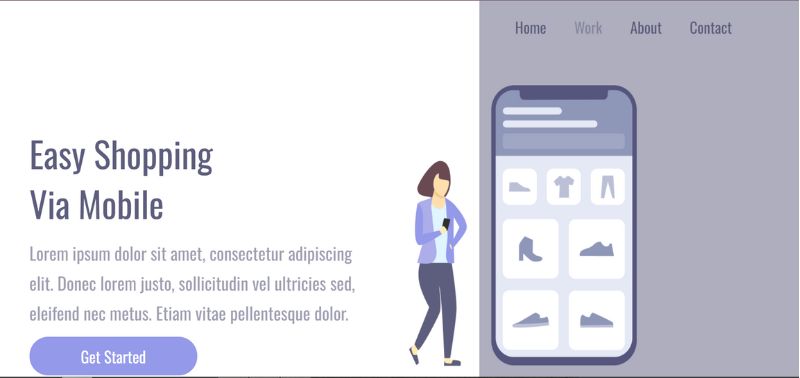 Home Work About Contact
Easy Shopping
Via Mobile
Lorem ipsum dolor sit amet, consectetur adipiscing
elit. Donec lorem justo, sollicitudin vel ultricies sed,
eleifend nec metus. Etiam vitae pellentesque dolor.
Get Started